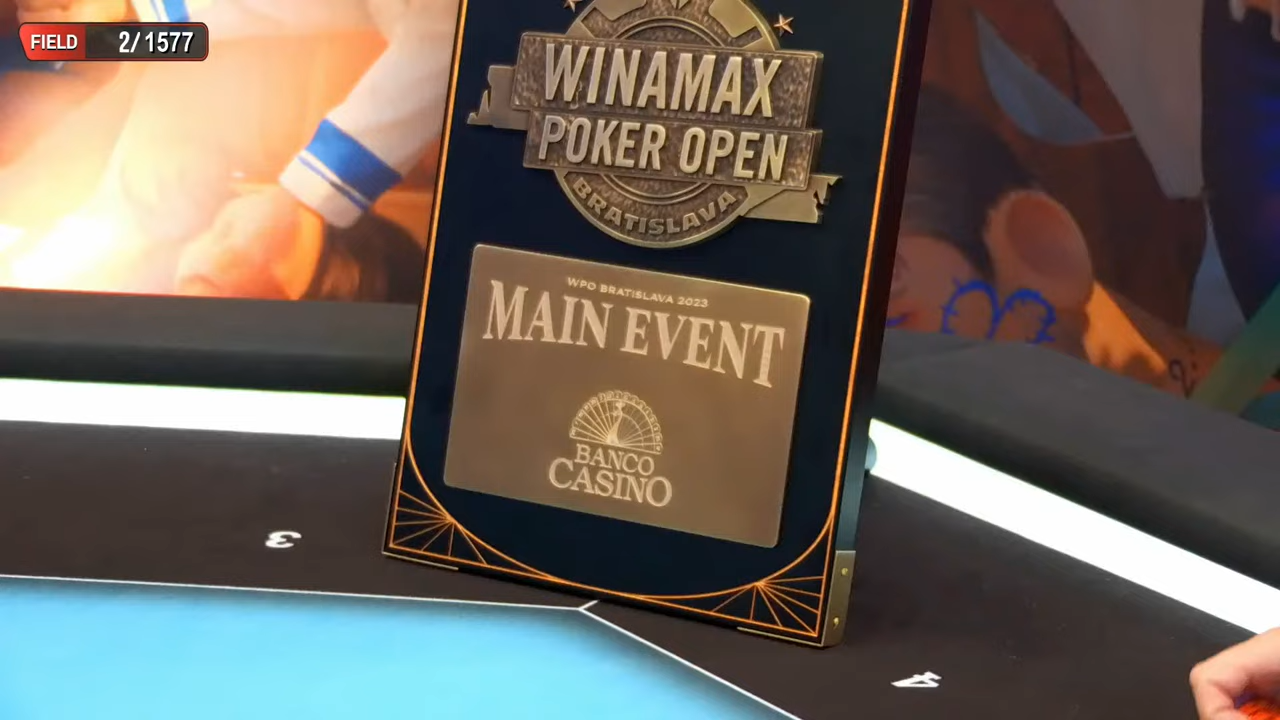 FIELD 2/1577
WINAMAX
POKER OPEN
BRATISLAVA
WPO BRATISLAVA 2023
MAIN EVENT
BANCO
CASINO
3
4